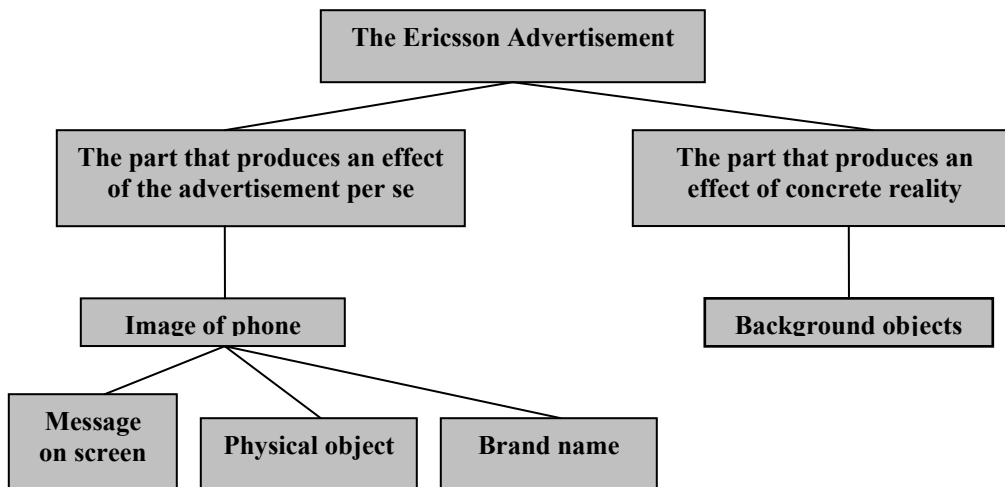 The Ericsson Advertisement
The part that produces an effect
of the advertisement per se
The part that produces an
effect of concrete reality
Image of phone
Background objects
Message
on screen
Physical object
Brand name